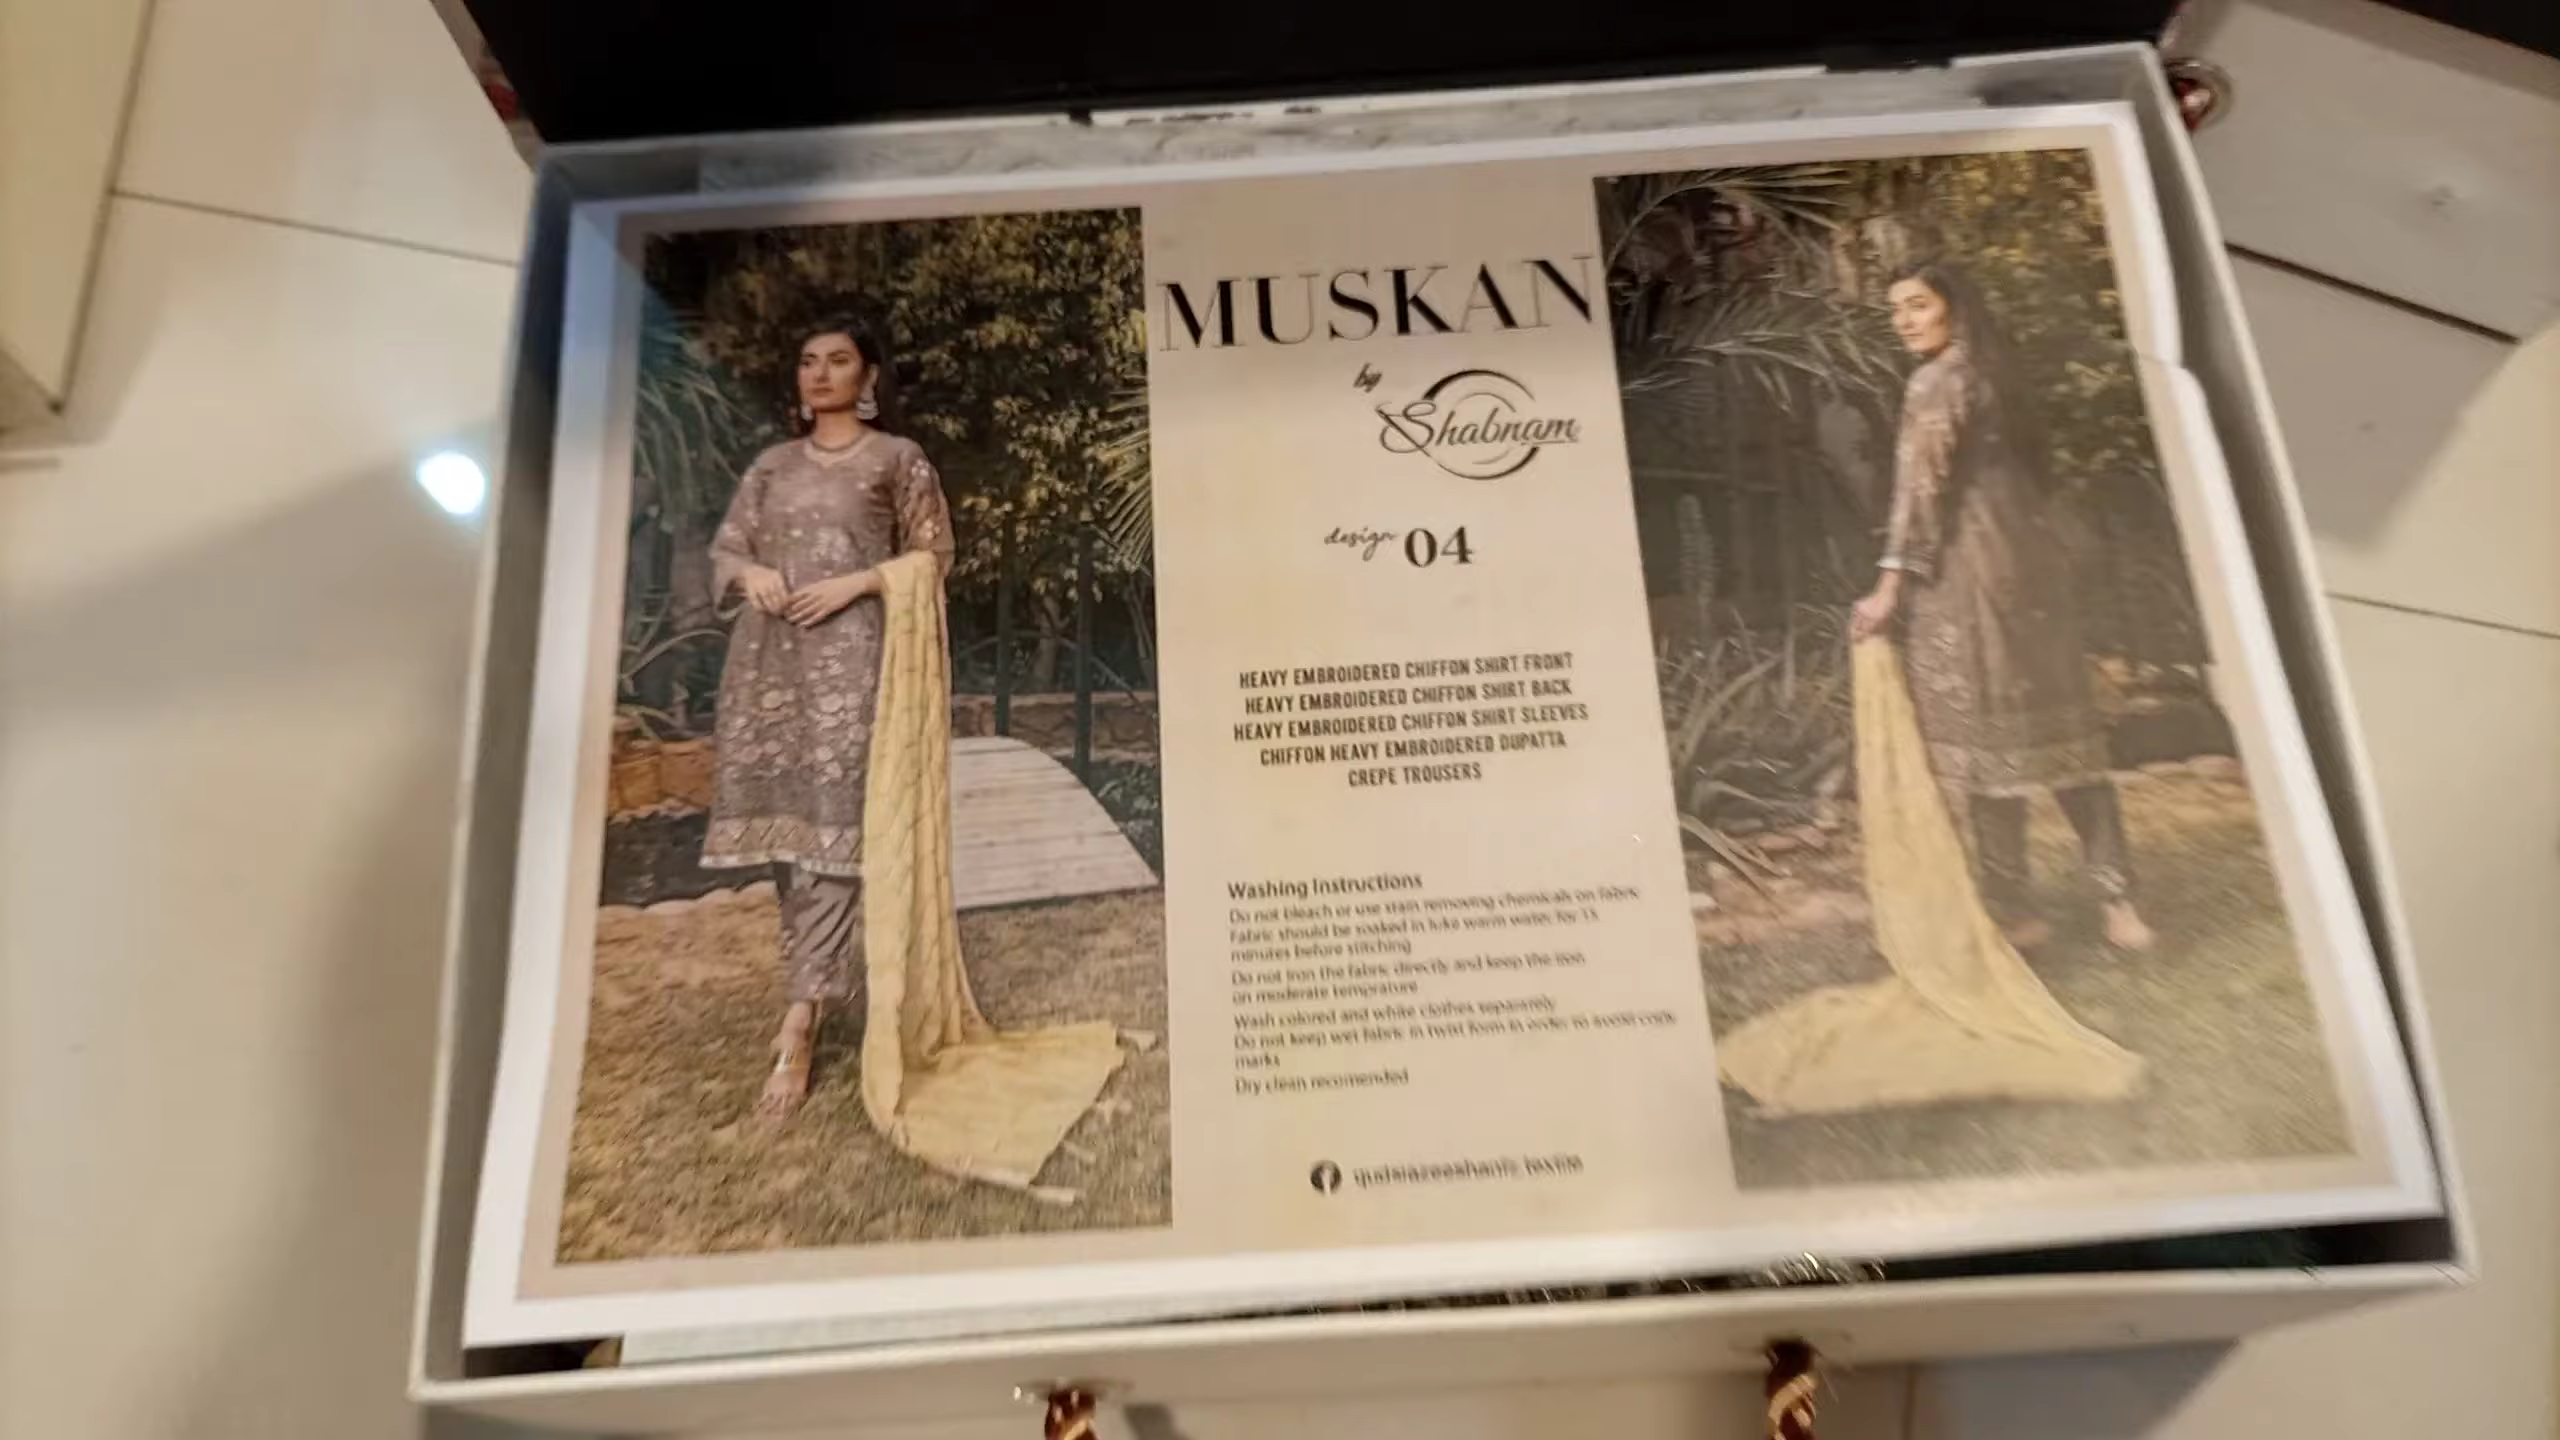 MUSKAN
by
Shabnam
design 04
HEAVY EMBROIDERED CHIFFON SHIRT FRONT
HEAVY EMBROIDERED CHIFFON SHIRT BACK
HEAVY EMBROIDERED CHIFFON SHIRT SLEEVES
CHIFFON HEAVY EMBROIDERED DUPATTA
CREPE TROUSERS
Washing Instructions
Do not bleach or use stain removing chemicals on fabric
Fabric should be soaked in luke warm water for 15
minutes before stitching
Do not iron the fabric directly and keep the iron
on moderate temprature
Wash colored and white clothes separately
Do not keep wet fabric in twist form in order to avoid
marks
Dry clean recomended
textile